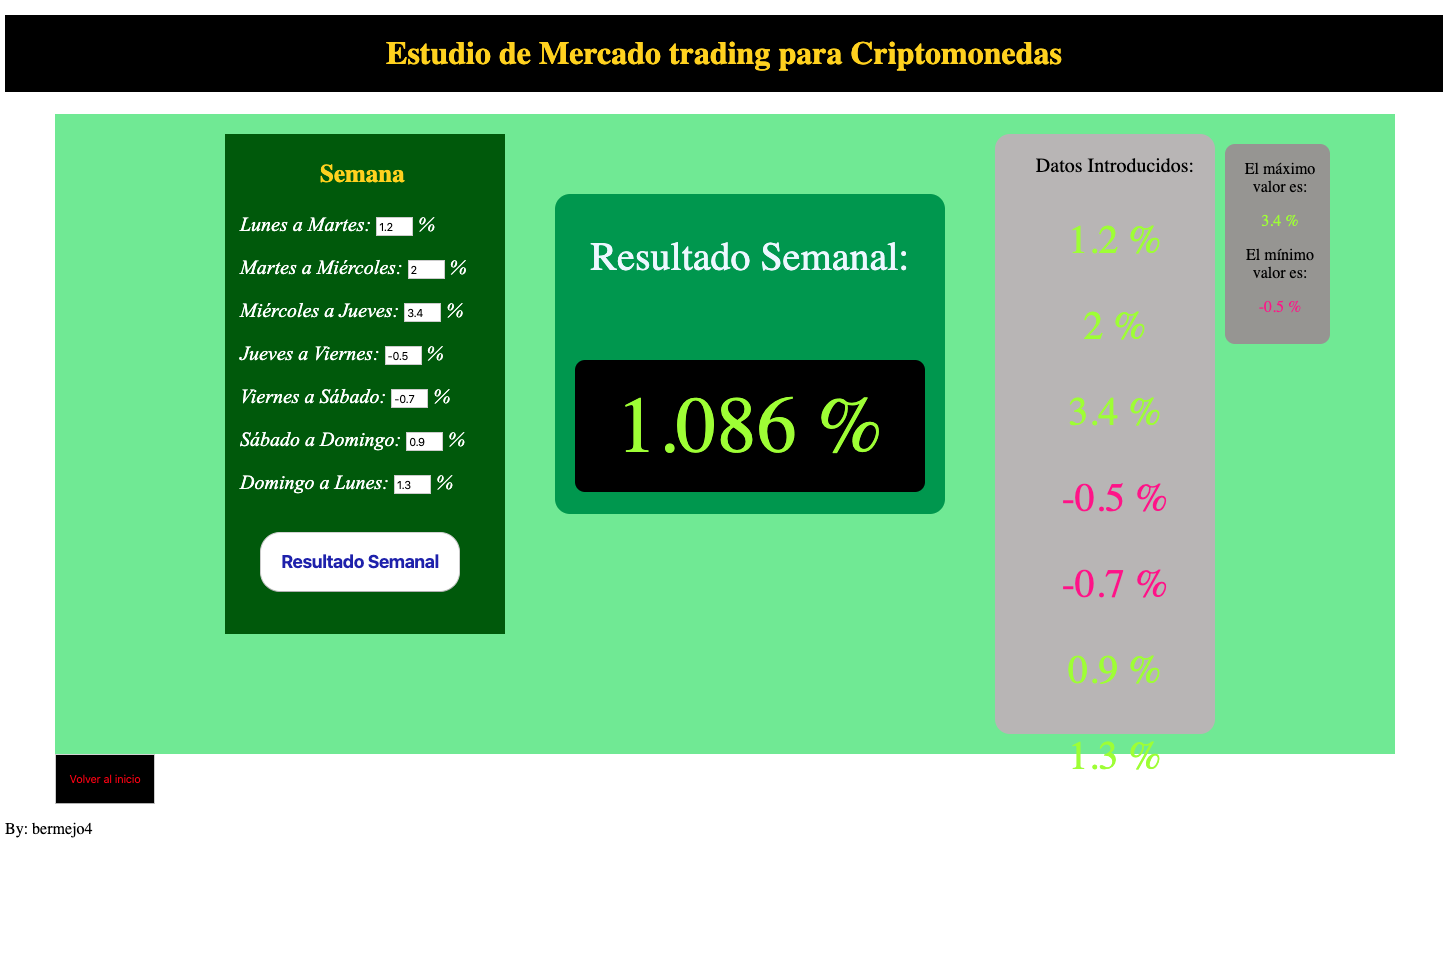 Estudio de Mercado trading para Criptomonedas
Semana
Lunes a Martes: 1.2 %
Martes a Miércoles: 2 %
Miércoles a Jueves: 3.4 %
Jueves a Viernes: -0.5 %
Viernes a Sábado: -0.7 %
Sábado a Domingo: 0.9 %
Domingo a Lunes: 1.3 %
Resultado Semanal
Resultado Semanal:
1.086 %
Datos Introducidos:
1.2 %
2 %
3.4 %
-0.5 %
-0.7 %
0.9 %
1.3 %
El máximo
valor es:
3.4 %
El mínimo
valor es:
-0.5 %
Volver al inicio
By: bermejo4